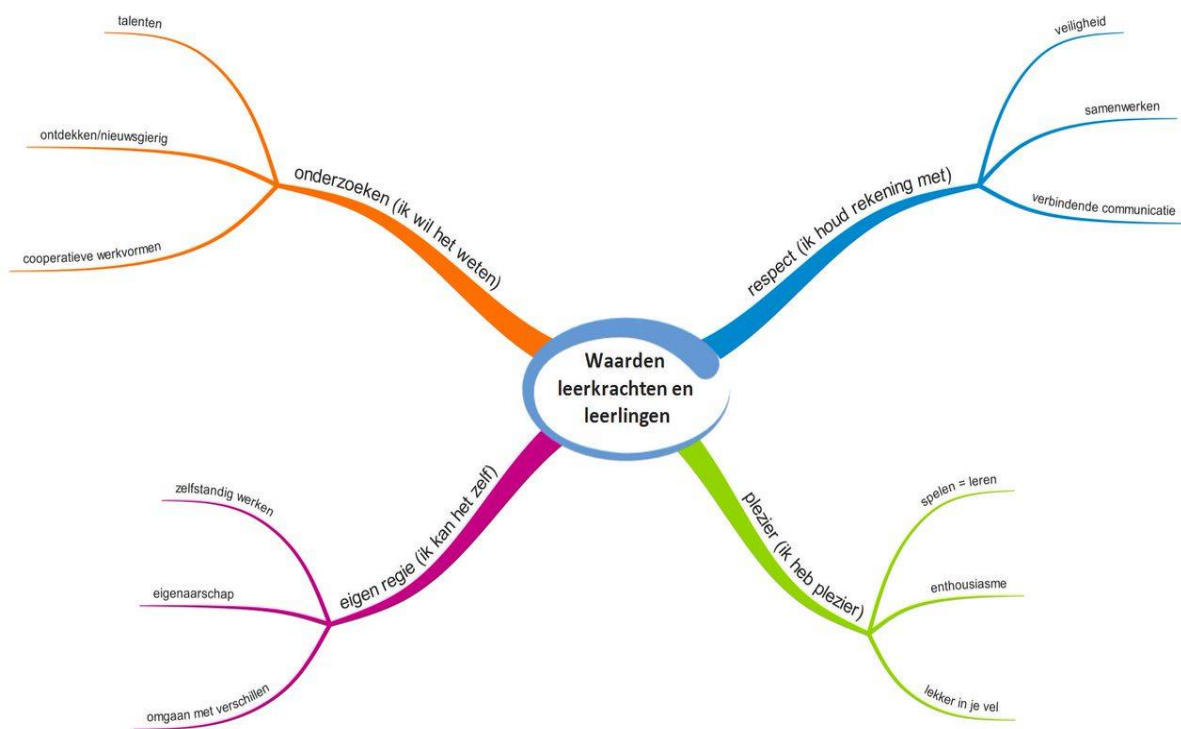 talenten
ontdekken/nieuwsgierig
cooperatieve werkvormen
onderzoeken (ik wil het weten)
veiligheid
samenwerken
verbindende communicatie
respect (ik houd rekening met)
Waarden
leerkrachten en
leerlingen
zelfstandig werken
eigenaarschap
omgaan met verschillen
eigen regie (ik kan het zelf)
plezier (ik heb plezier)
spelen = leren
enthousiasme
lekker in je vel